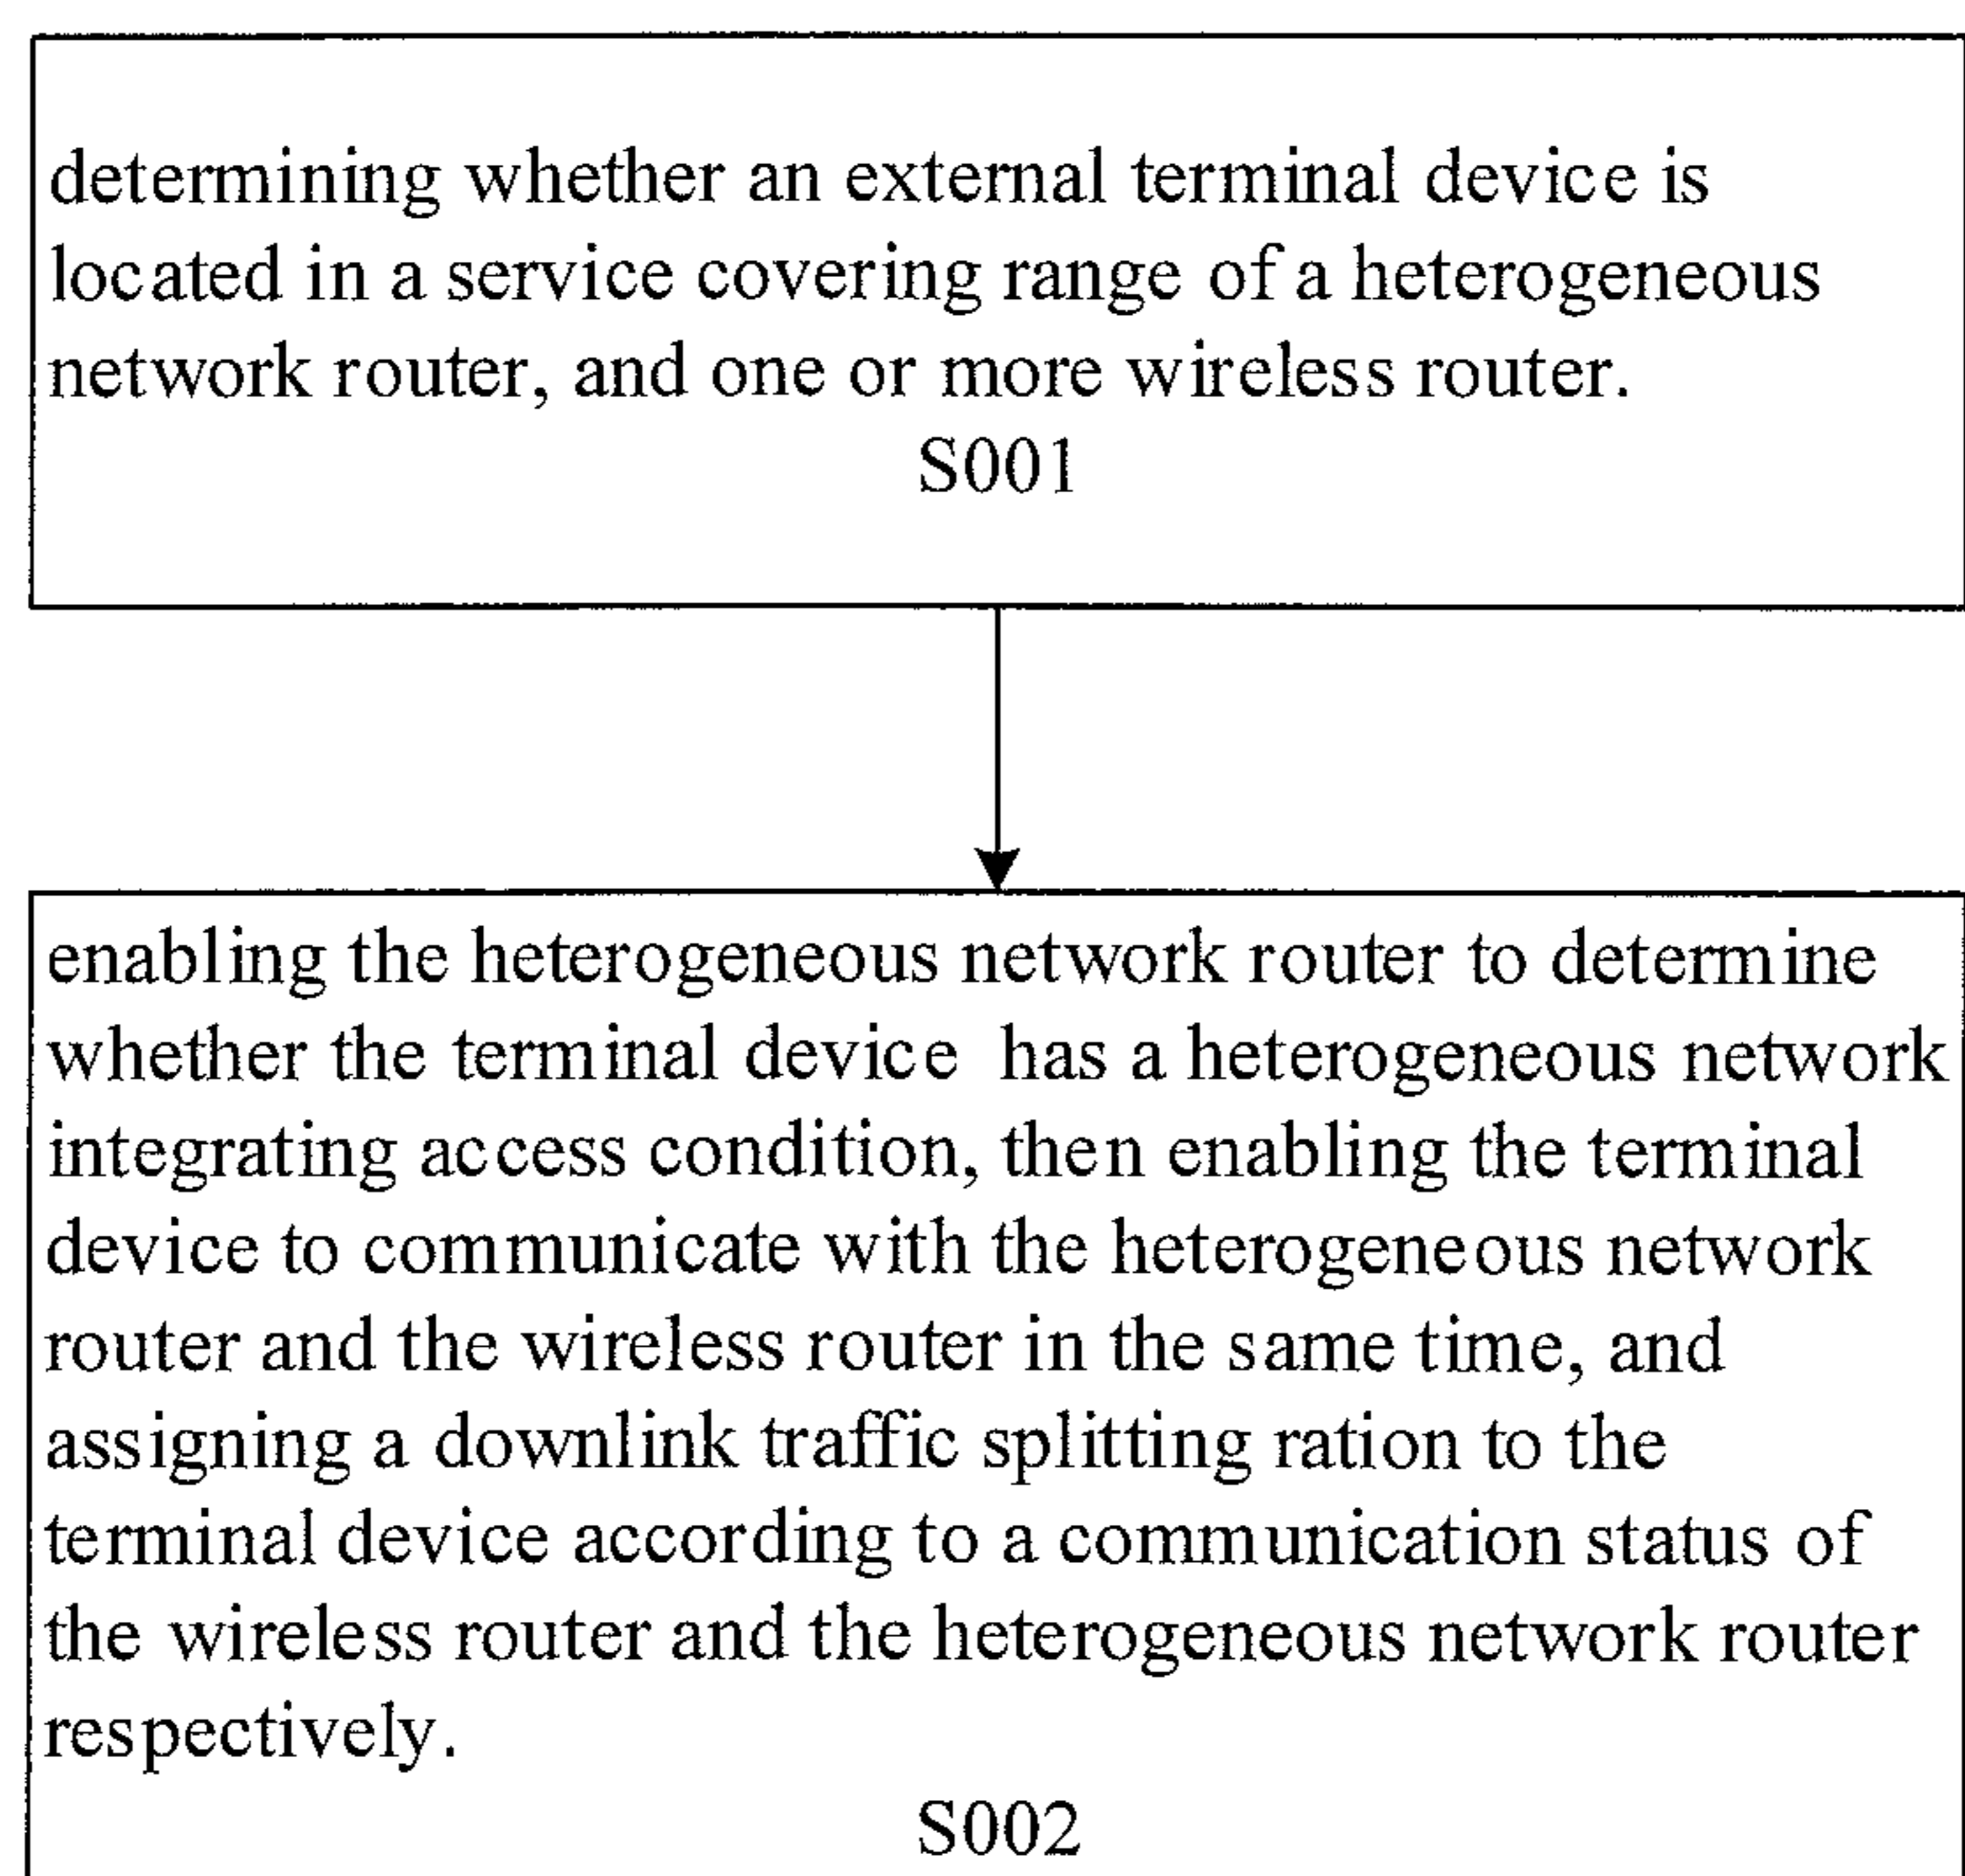 determining whether an external terminal device is
located in a service covering range of a heterogeneous
network router, and one or more wireless router.
S001
enabling the heterogeneous network router to determine
whether the terminal device has a heterogeneous network
integrating access condition, then enabling the terminal
device to communicate with the heterogeneous network
router and the wireless router in the same time, and
assigning a downlink traffic splitting ration to the
terminal device according to a communication status of
the wireless router and the heterogeneous network router
respectively.
S002